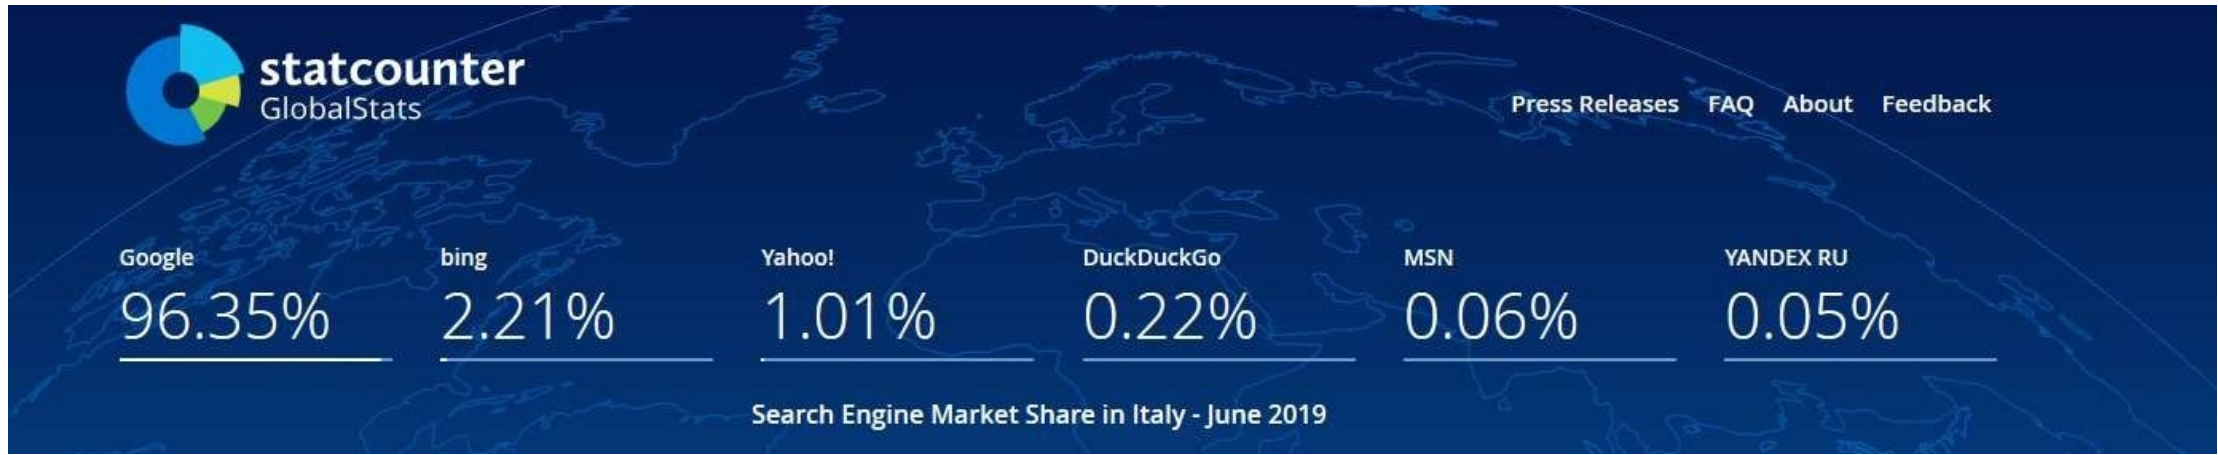 statcounter
GlobalStats
Press Releases FAQ About Feedback
Google bing Yahoo! DuckDuckGo MSN YANDEX RU
96.35% 2.21% 1.01% 0.22% 0.06% 0.05%
Search Engine Market Share in Italy - June 2019